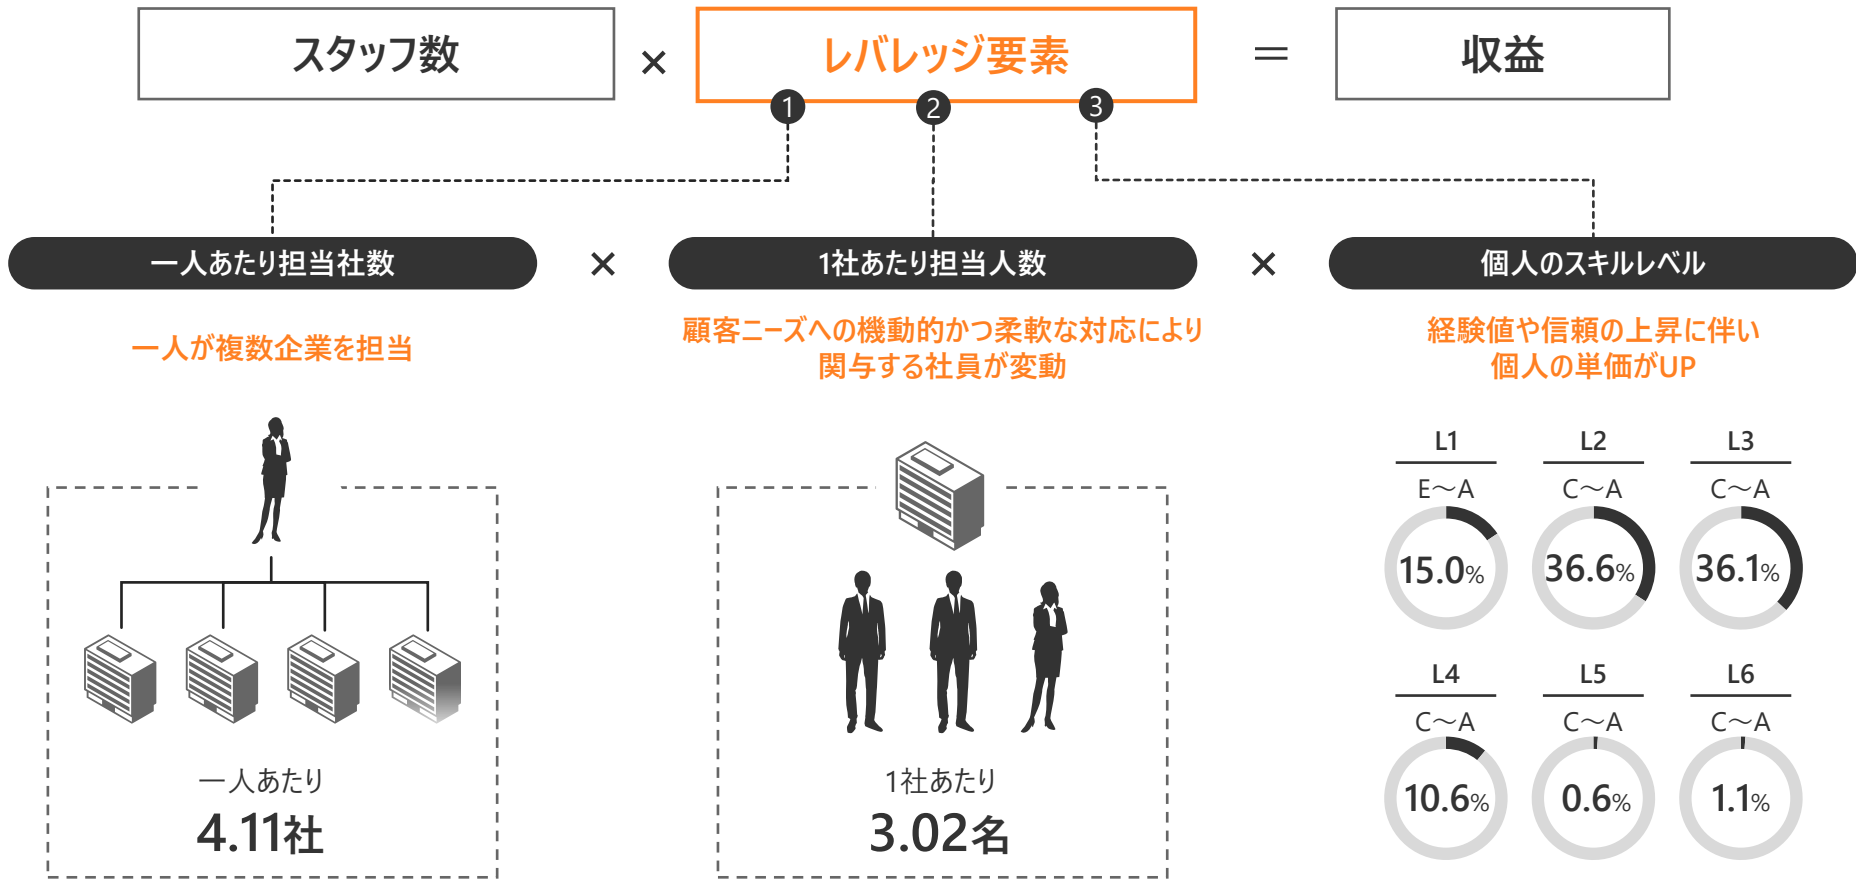 スタッフ数 × レバレッジ要素 = 収益
1 2 3
一人あたり担当社数 × 1社あたり担当人数 × 個人のスキルレベル
一人が複数企業を担当
顧客ニーズへの機動的かつ柔軟な対応により
関与する社員が変動
経験値や信頼の上昇に伴い
個人の単価がUP
一人あたり
4.11社
1社あたり
3.02名
L1 L2 L3
E～A C～A C～A
15.0% 36.6% 36.1%
L4 L5 L6
C～A C～A C～A
10.6% 0.6% 1.1%